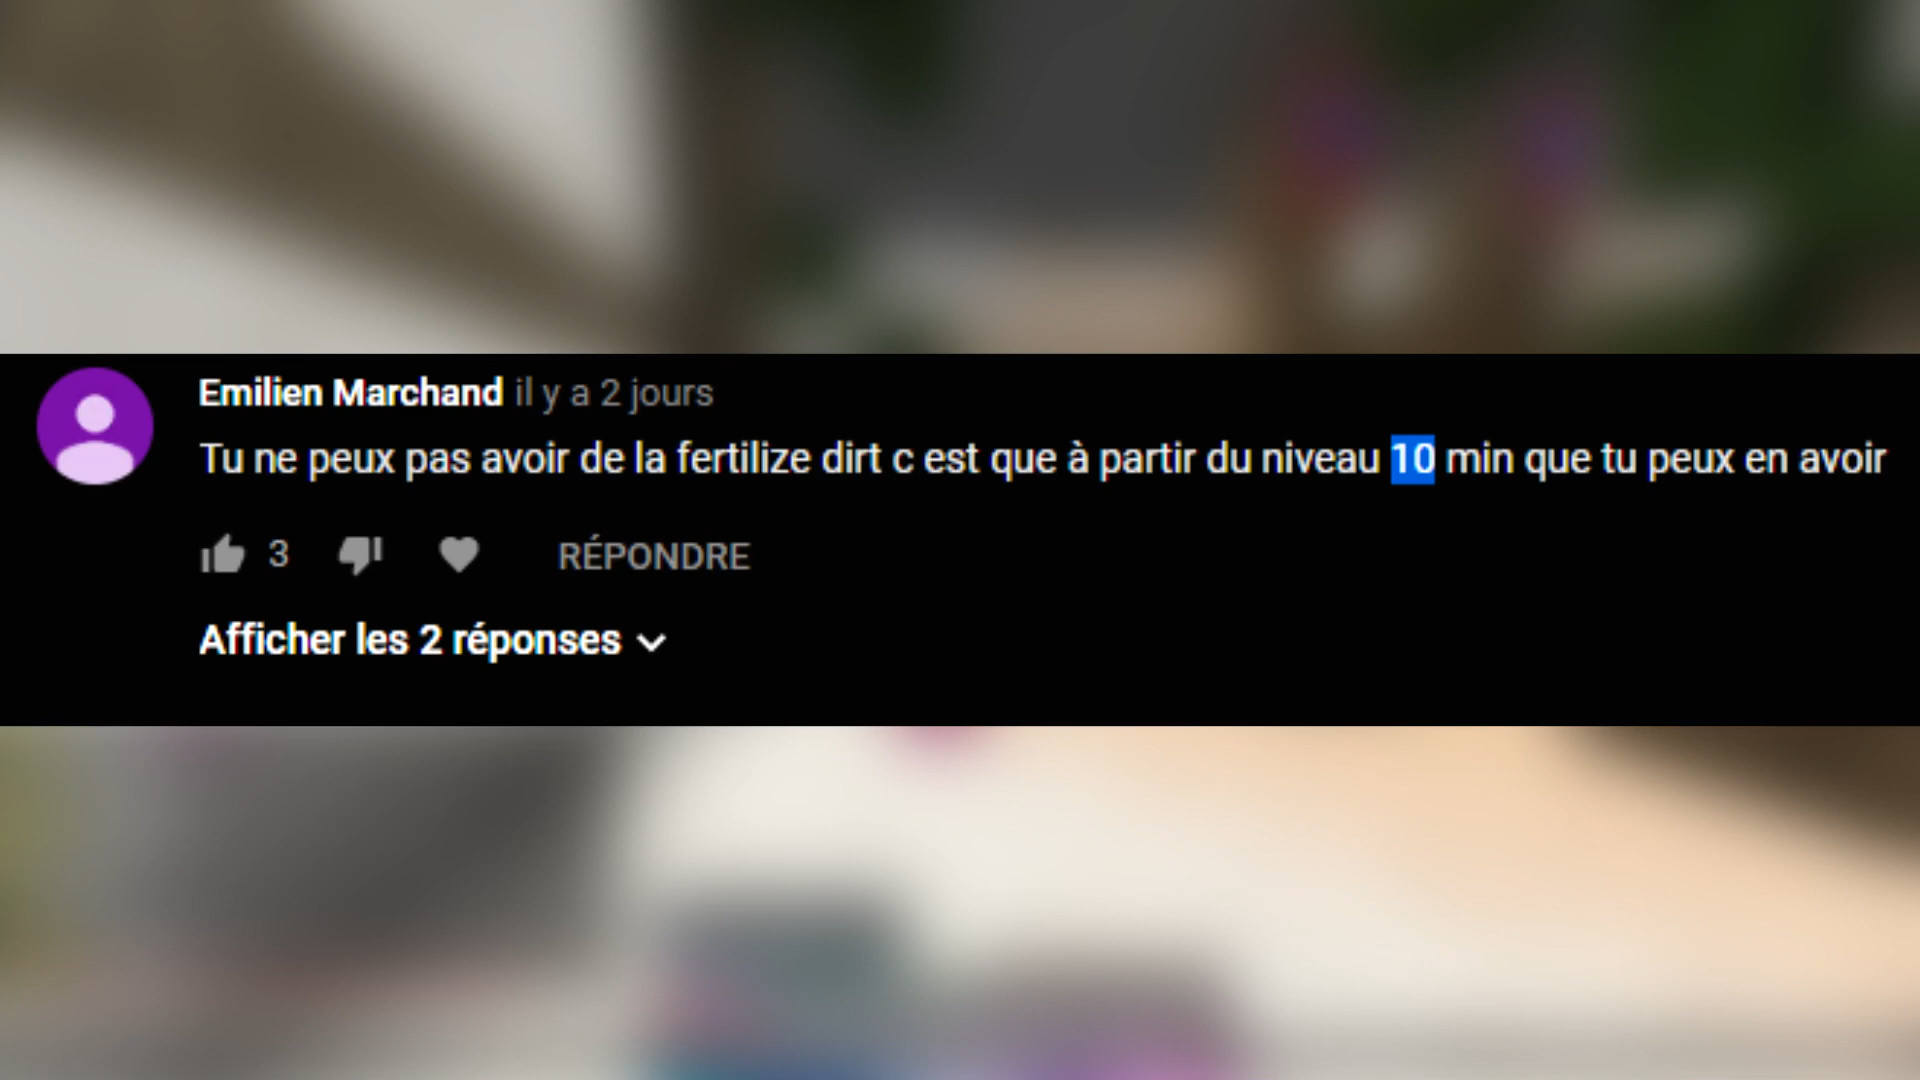 Emilien Marchand il y a 2 jours
Tu ne peux pas avoir de la fertilize dirt c est que à partir du niveau 10 min que tu peux en avoir
3 RÉPONDRE
Afficher les 2 réponses